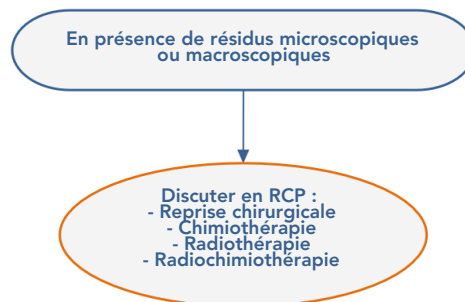 En présence de résidus microscopiques
ou macroscopiques
Discuter en RCP :
- Reprise chirurgicale
- Chimiothérapie
- Radiothérapie
- Radiochimiothérapie